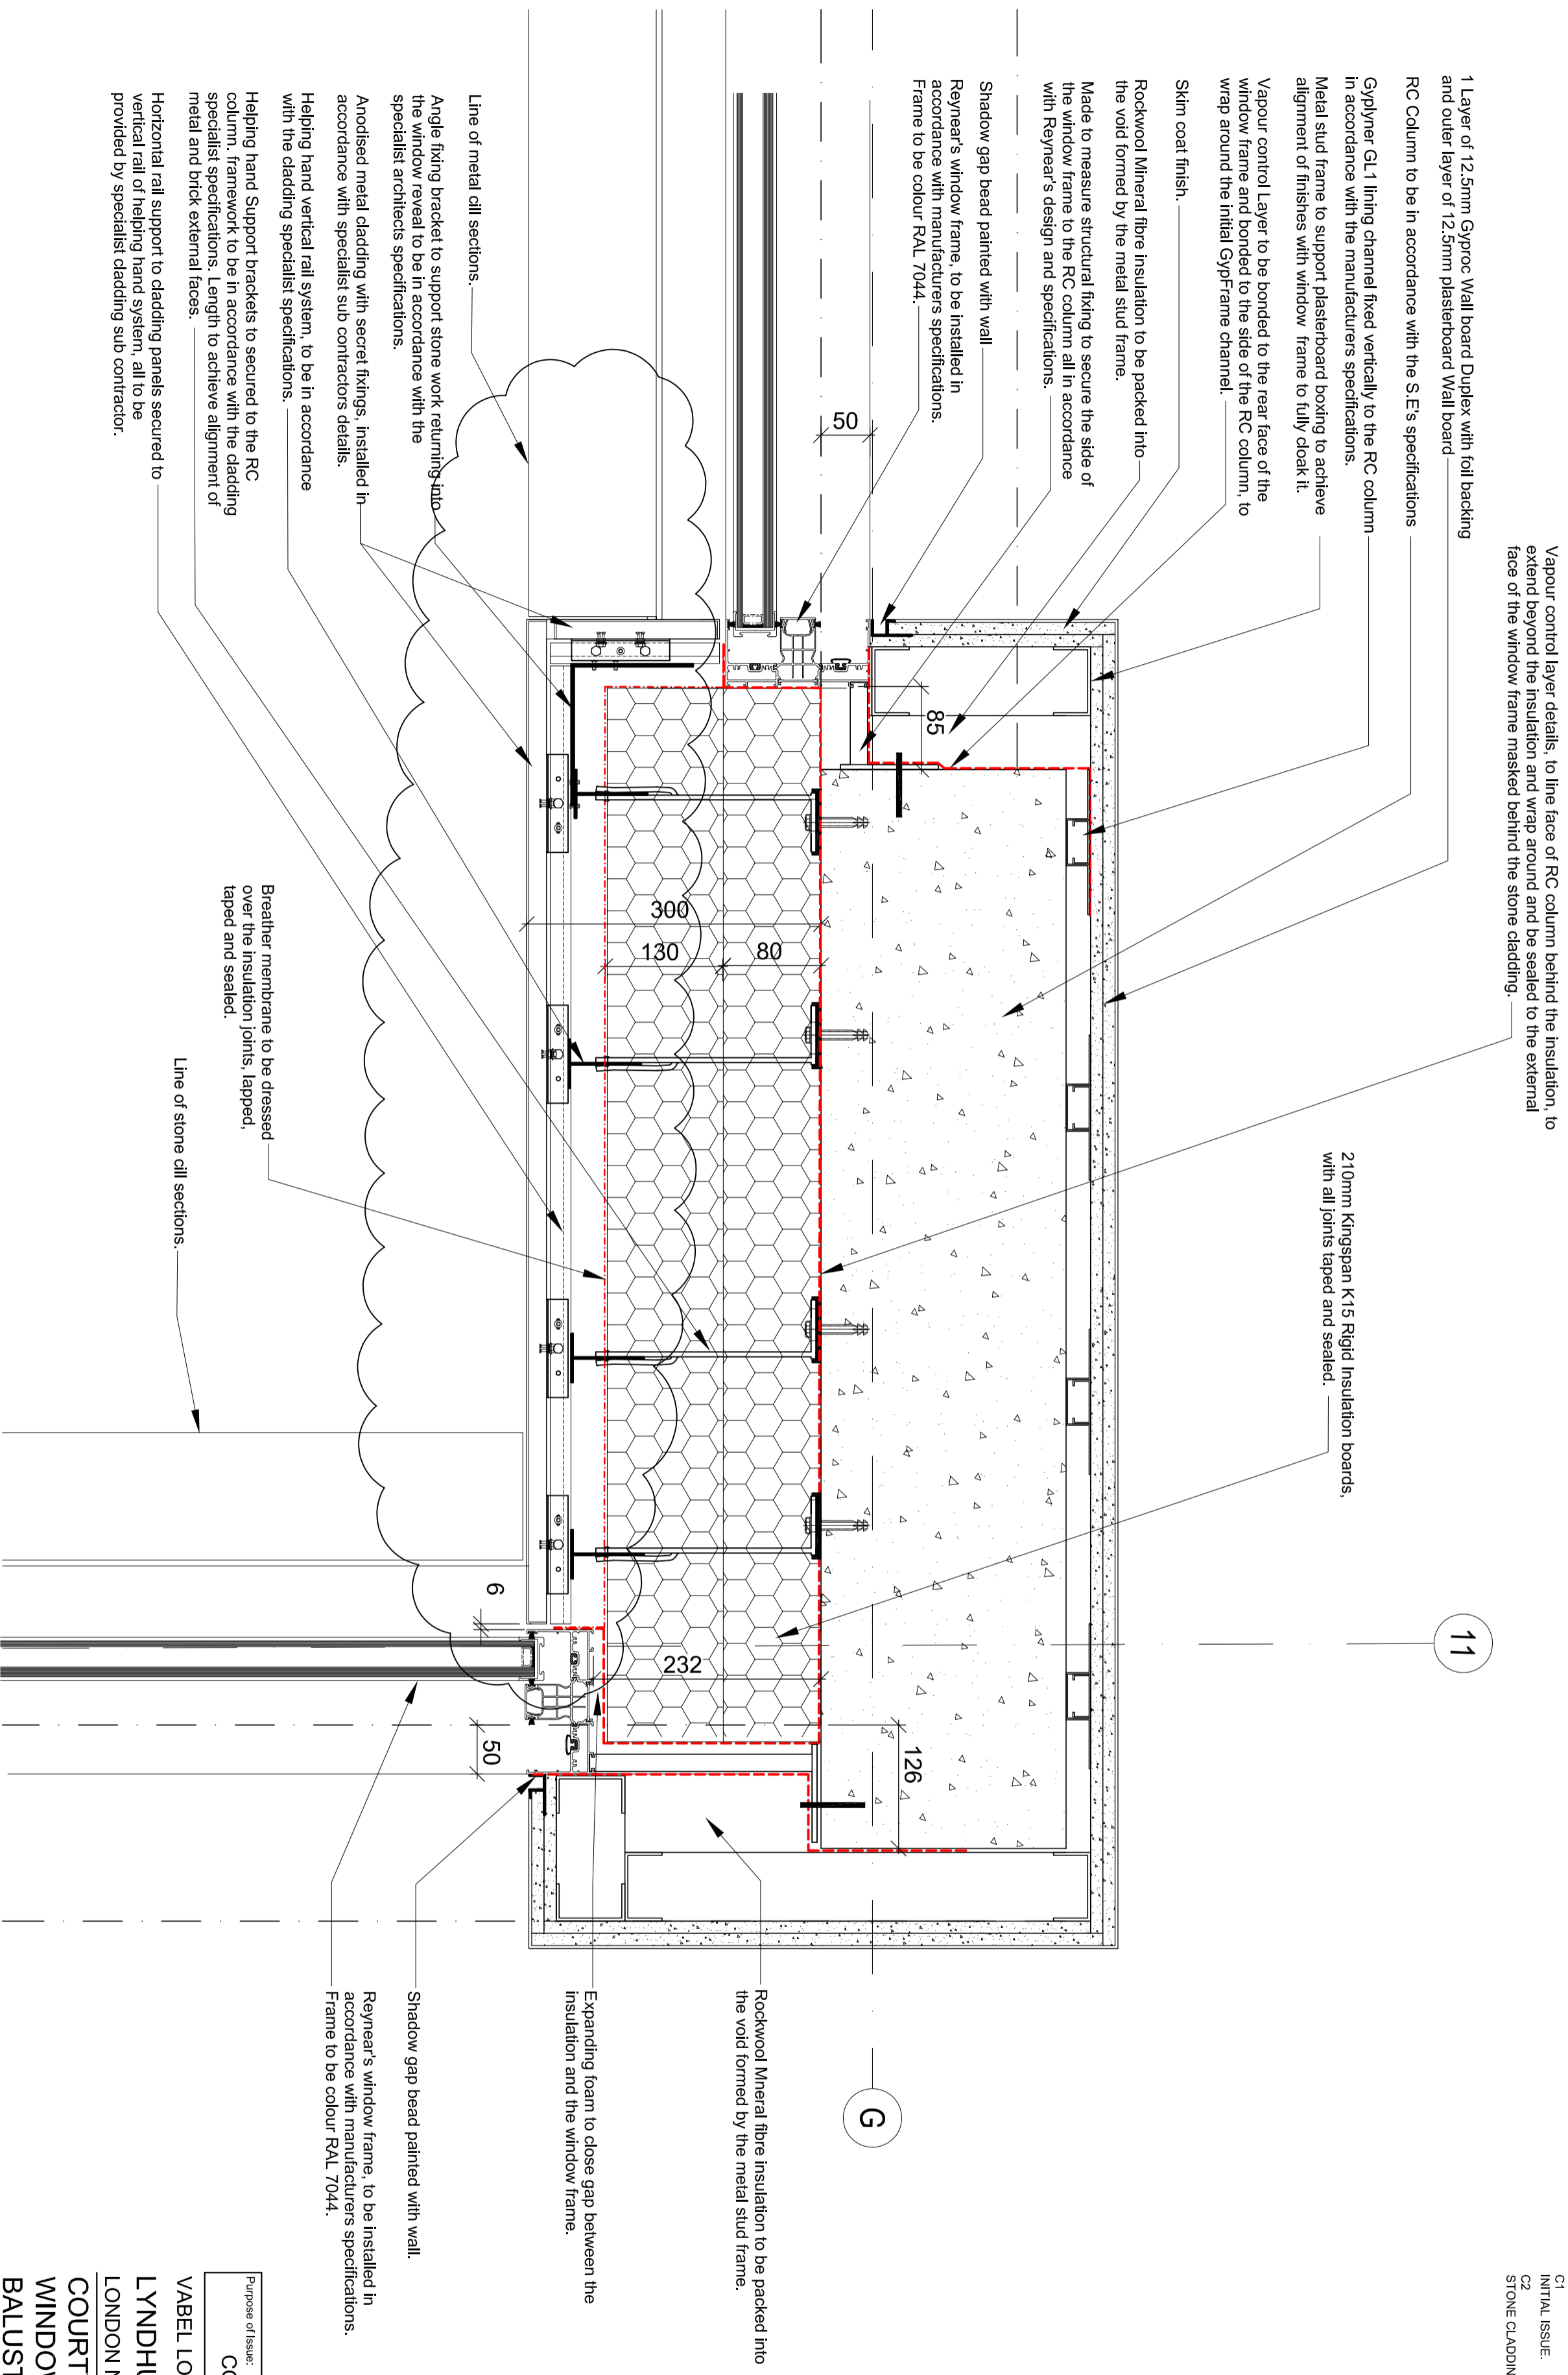 Vapour control layer details, to line face of RC column behind the insulation, to
extend beyond the insulation and wrap around and be sealed to the external
face of the window frame masked behind the stone cladding.
1 Layer of 12.5mm Gyproc Wall board Duplex with foil backing
and outer layer of 12.5mm plasterboard Wall board
RC Column to be in accordance with the S.E's specifications
Gyplyner GL1 lining channel fixed vertically to the RC column
in accordance with the manufacturers specifications.
Metal stud frame to support plasterboard boxing to achieve
alignment of finishes with window frame to fully cloak it.
Vapour control Layer to be bonded to the rear face of the
window frame and bonded to the side of the RC column, to
wrap around the initial GypFrame channel.
Skim coat finish.
Rockwool Mineral fibre insulation to be packed into
the void formed by the metal stud frame.
Made to measure structural fixing to secure the side of
the window frame to the RC column all in accordance
with Reynear's design and specifications.
Shadow gap bead painted with wall
Reynear's window frame, to be installed in
accordance with manufacturers specifications.
Frame to be colour RAL 7044.
Line of metal cill sections.
Angle fixing bracket to support stone work returning into
the window reveal to be in accordance with the
specialist architects specifications.
Anodised metal cladding with secret fixings, installed in
accordance with specialist sub contractors details.
Helping hand vertical rail system, to be in accordance
with the cladding specialist specifications.
Helping hand Support brackets to secured to the RC
column. framework to be in accordance with the cladding
specialist specifications. Length to achieve alignment of
metal and brick external faces.
Horizontal rail support to cladding panels secured to
vertical rail of helping hand system, all to be
provided by specialist cladding sub contractor.
210mm Kingspan K15 Rigid Insulation boards,
with all joints taped and sealed.
Breather membrane to be dressed
over the insulation joints, lapped,
taped and sealed.
Line of stone cill sections.
50
85
300
130
80
6
232
50
126
11
G
Rockwool Mneral fibre insulation to be packed into
the void formed by the metal stud frame.
Expanding foam to close gap between the
insulation and the window frame.
Shadow gap bead painted with wall.
Reynear's window frame, to be installed in
accordance with manufacturers specifications.
Frame to be colour RAL 7044.
C1
INITIAL ISSUE.
C2
STONE CLADDIN
Purpose of Issue:
CO
VABEL LO
LYNDHU
LONDON N
COURT
WINDOW
BALUST